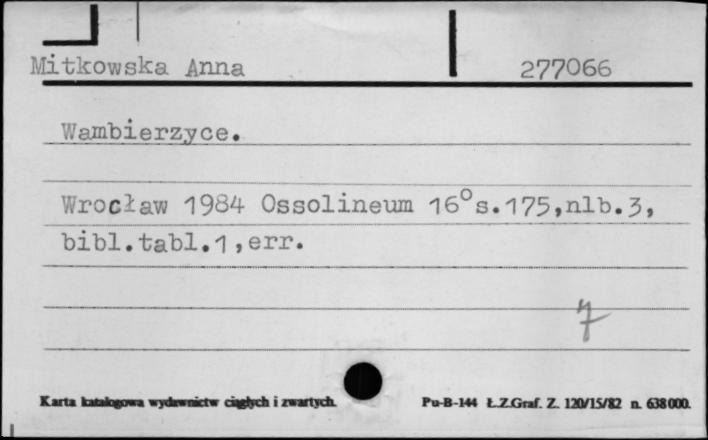 Mitkowska Anna 277066
Wambierzyce.
Wrocław 1984 Ossolineum 16°s.175,nlb.3,
bibl.tabl.1,err.
7
Karta katalogowa wydawnictw ciągłych i zwartych. Pu-B-144 Ł.Z.Graf. Z. 120/15/82 n. 638000.